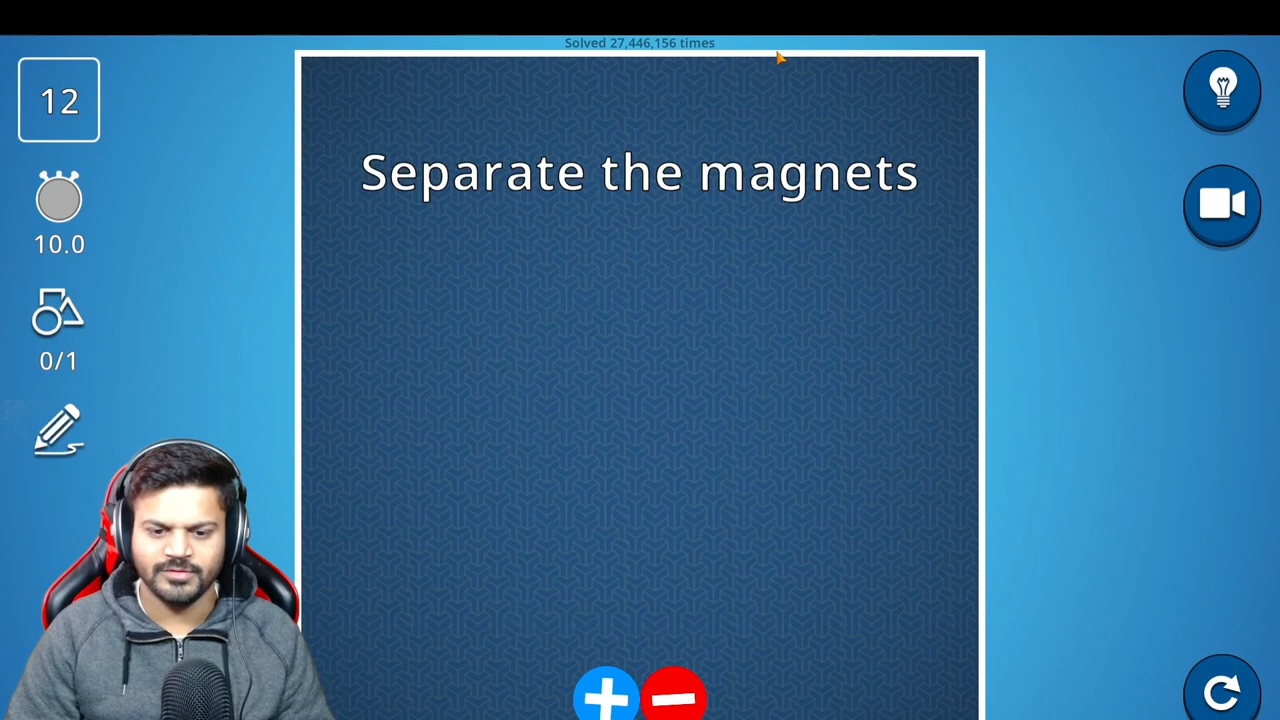 Solved 27,446,156 times
12
Separate the magnets
10.0
0/1